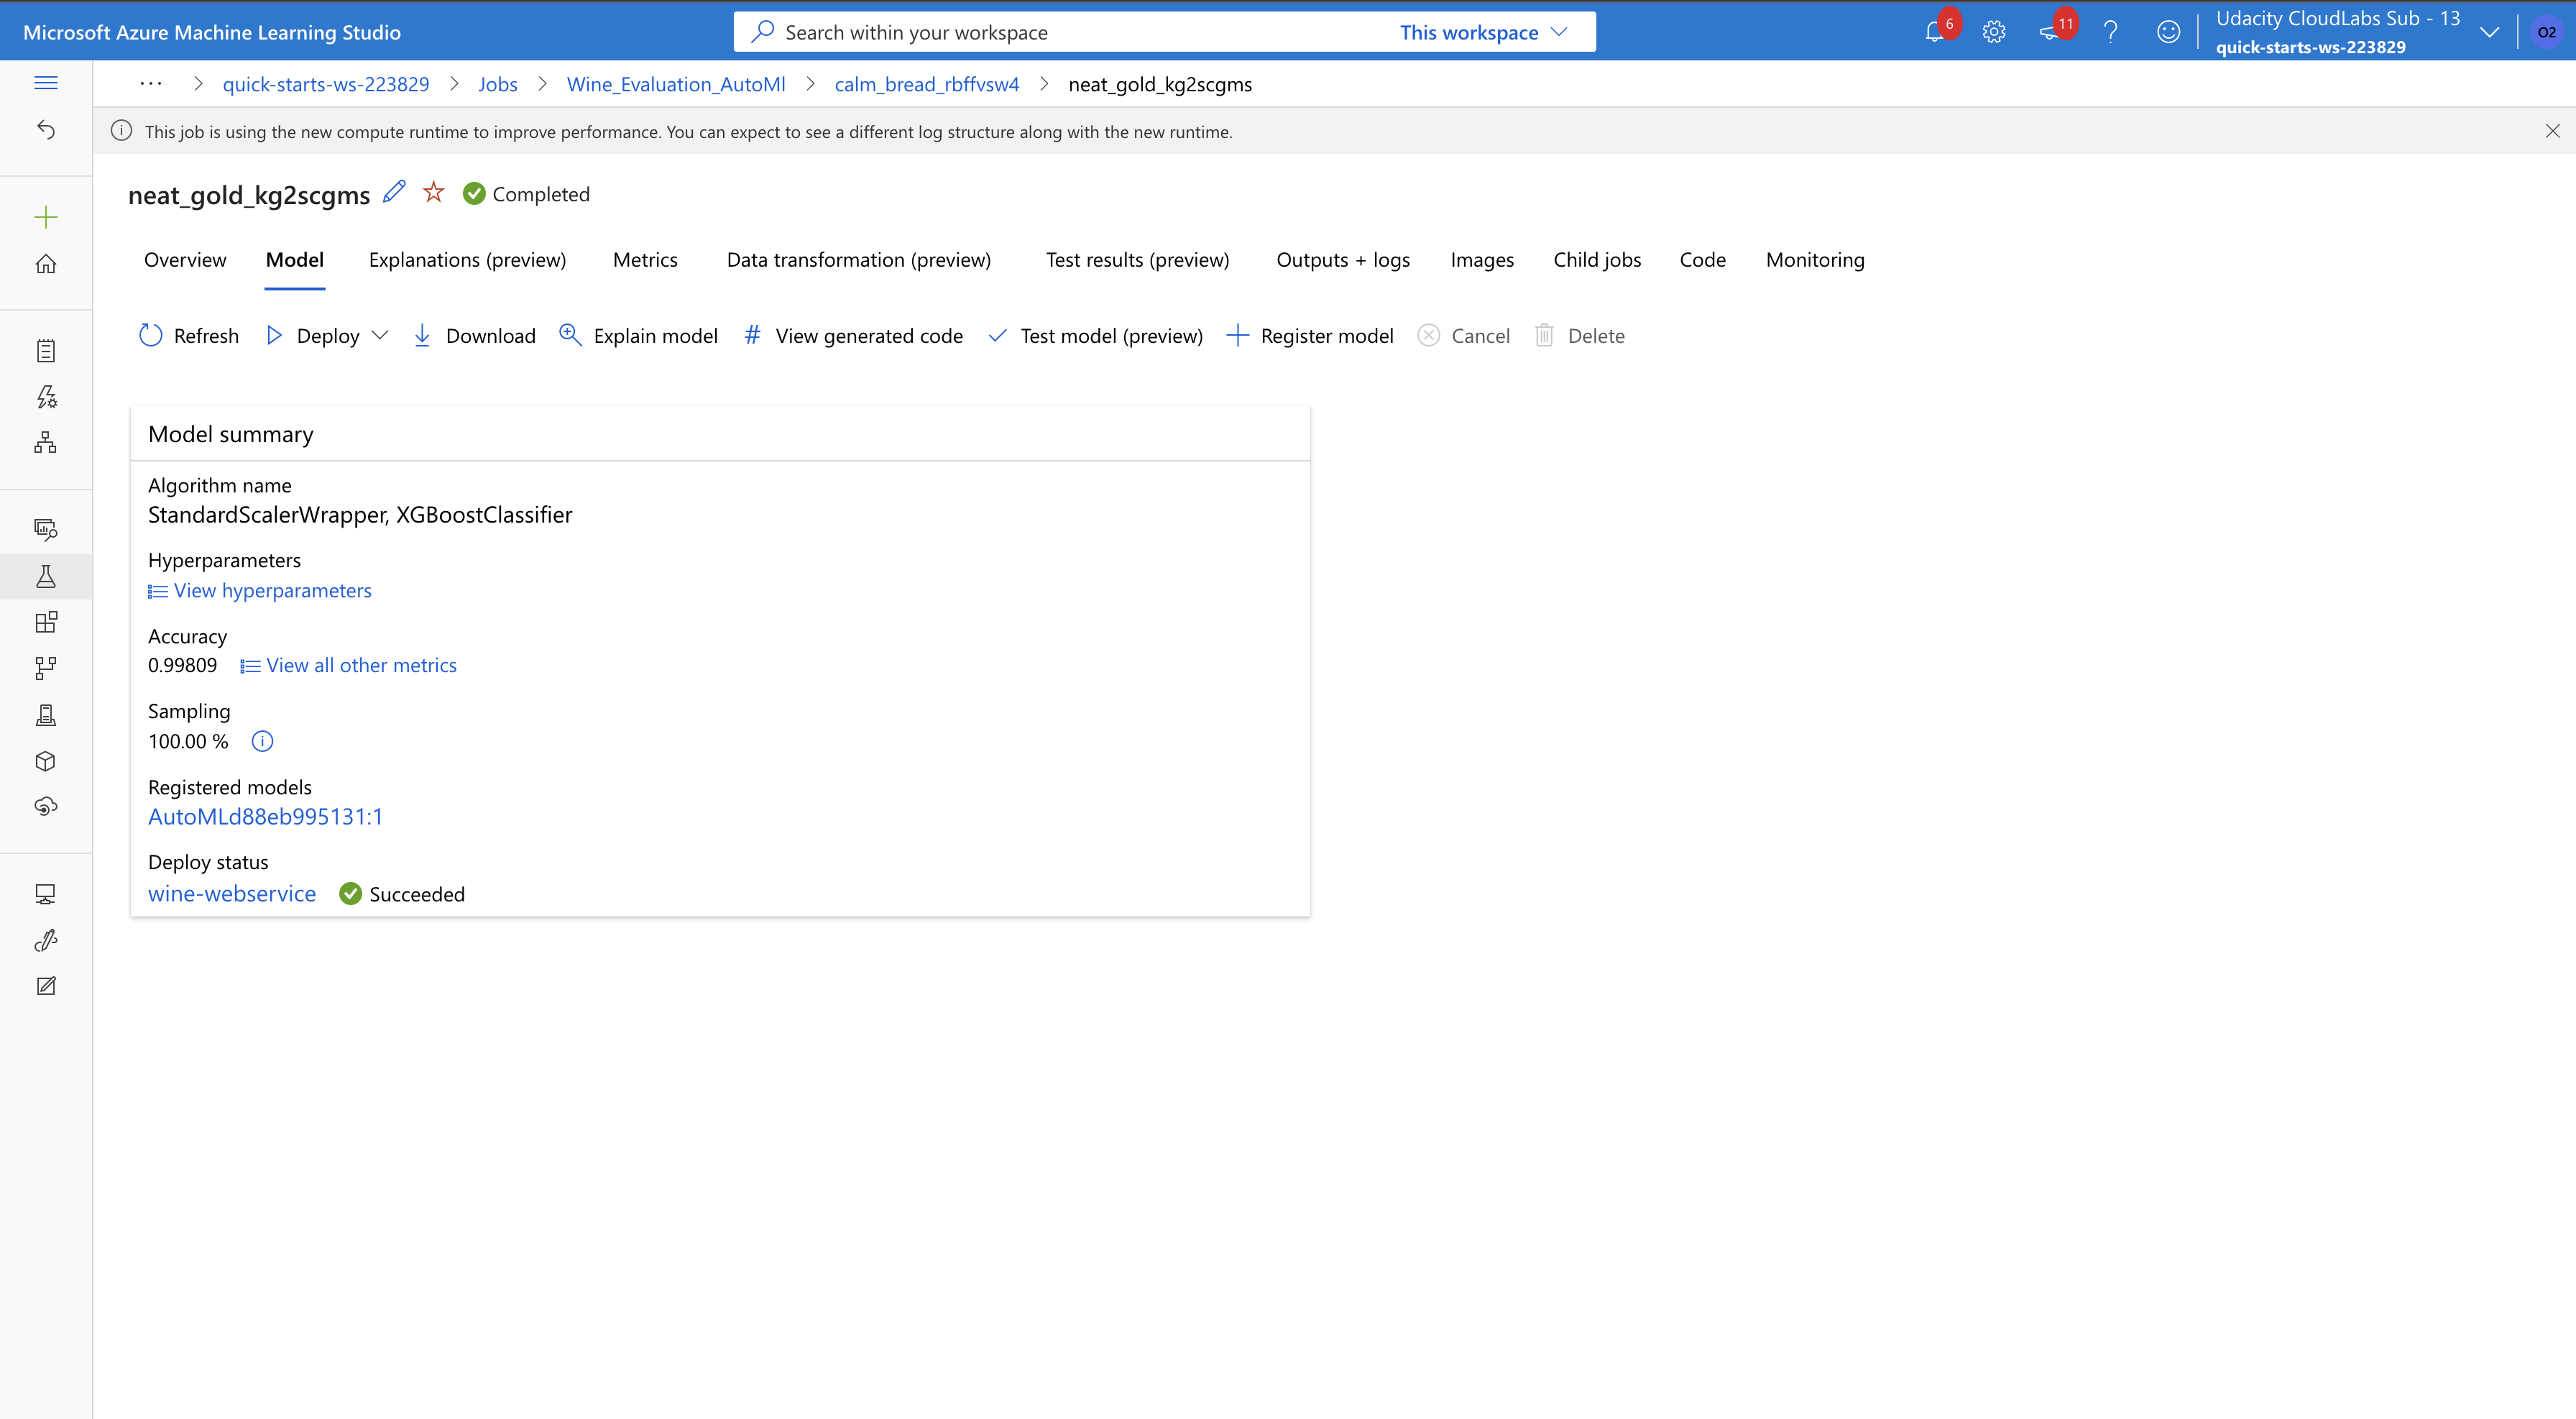 Microsoft Azure Machine Learning Studio
Search within your workspace
This workspace
6
11
Udacity CloudLabs Sub - 13
quick-starts-ws-223829
O2
··· > quick-starts-ws-223829 > Jobs > Wine_Evaluation_AutoMl > calm_bread_rbffvsw4 > neat_gold_kg2scgms
This job is using the new compute runtime to improve performance. You can expect to see a different log structure along with the new runtime.
neat_gold_kg2scgms Completed
Overview Model Explanations (preview) Metrics Data transformation (preview) Test results (preview) Outputs + logs Images Child jobs Code Monitoring
Refresh Deploy Download Explain model # View generated code Test model (preview) Register model Cancel Delete
Model summary
Algorithm name
StandardScalerWrapper, XGBoostClassifier
Hyperparameters
View hyperparameters
Accuracy
0.99809 View all other metrics
Sampling
100.00 %
Registered models
AutoMLd88eb995131:1
Deploy status
wine-webservice Succeeded